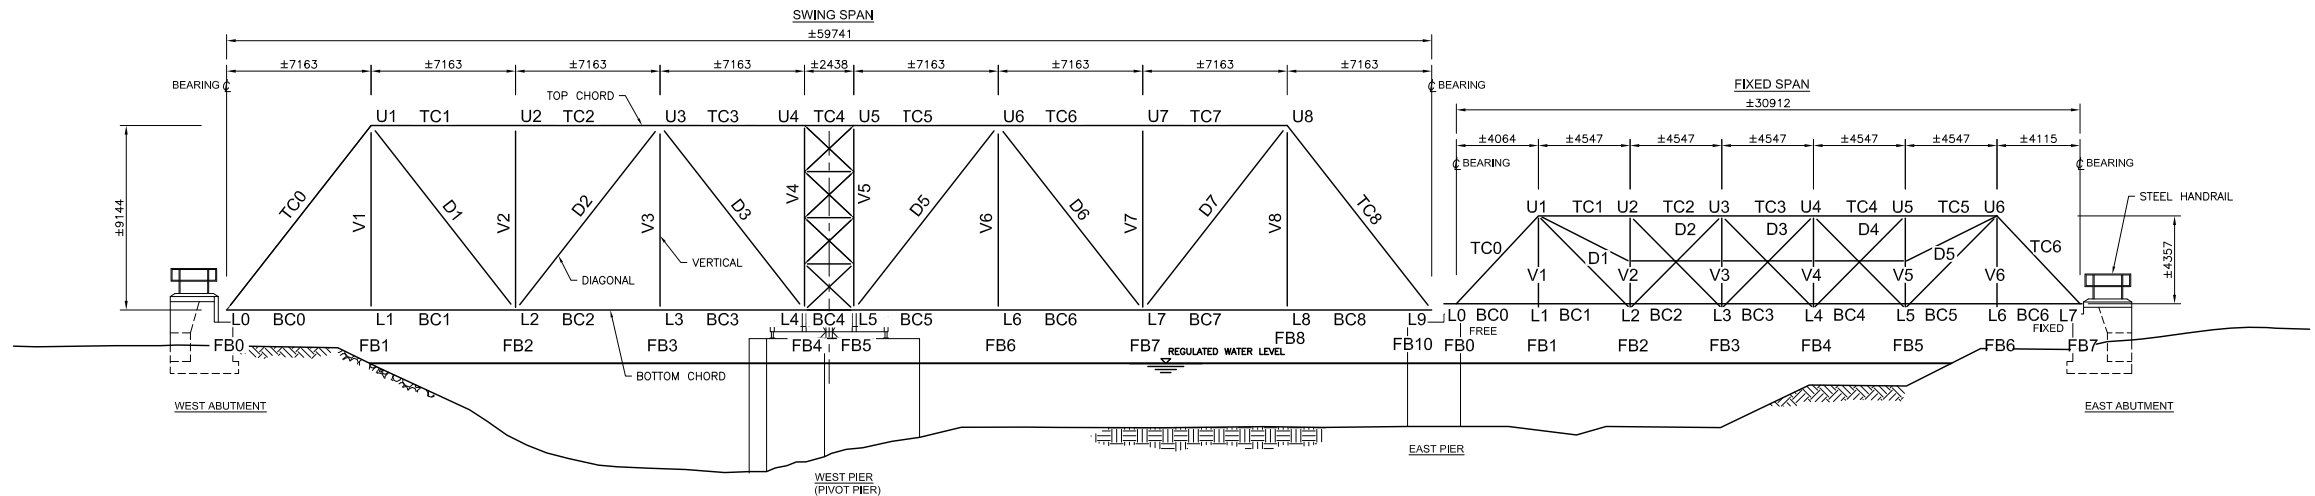 SWING SPAN
±59741
±7163 ±7163 ±7163 ±7163 ±2438 ±7163 ±7163 ±7163 ±7163
BEARING ℄
℄ BEARING
FIXED SPAN
±30912
TOP CHORD
U1 TC1 U2 TC2 U3 TC3 U4 TC4 U5 TC5 U6 TC6 U7 TC7 U8
±4064 ±4547 ±4547 ±4547 ±4547 ±4547 ±4115
℄ BEARING
℄ BEARING
STEEL HANDRAIL
±9144
TC0 V1 D1 V2 D2 V3 D3 V4 V5 D5 V6 D6 V7 D7 V8 TC8
VERTICAL
DIAGONAL
U1 TC1 U2 TC2 U3 TC3 U4 TC4 U5 TC5 U6
TC0 D2 D3 D4 TC6
V1 D1 V2 V3 V4 V5 D5 V6
±4357
L0 BC0 L1 BC1 L2 BC2 L3 BC3 L4 BC4 L5 BC5 L6 BC6 L7 BC7 L8 BC8 L9
L0 BC0 L1 BC1 L2 BC2 L3 BC3 L4 BC4 L5 BC5 L6 BC6 L7
FREE
FIXED
FB0 FB1 FB2 FB3 FB4 FB5 FB6 FB7 FB8 FB10
FB0 FB1 FB2 FB3 FB4 FB5 FB6 FB7
REGULATED WATER LEVEL
BOTTOM CHORD
WEST ABUTMENT
EAST ABUTMENT
EAST PIER
WEST PIER
(PIVOT PIER)